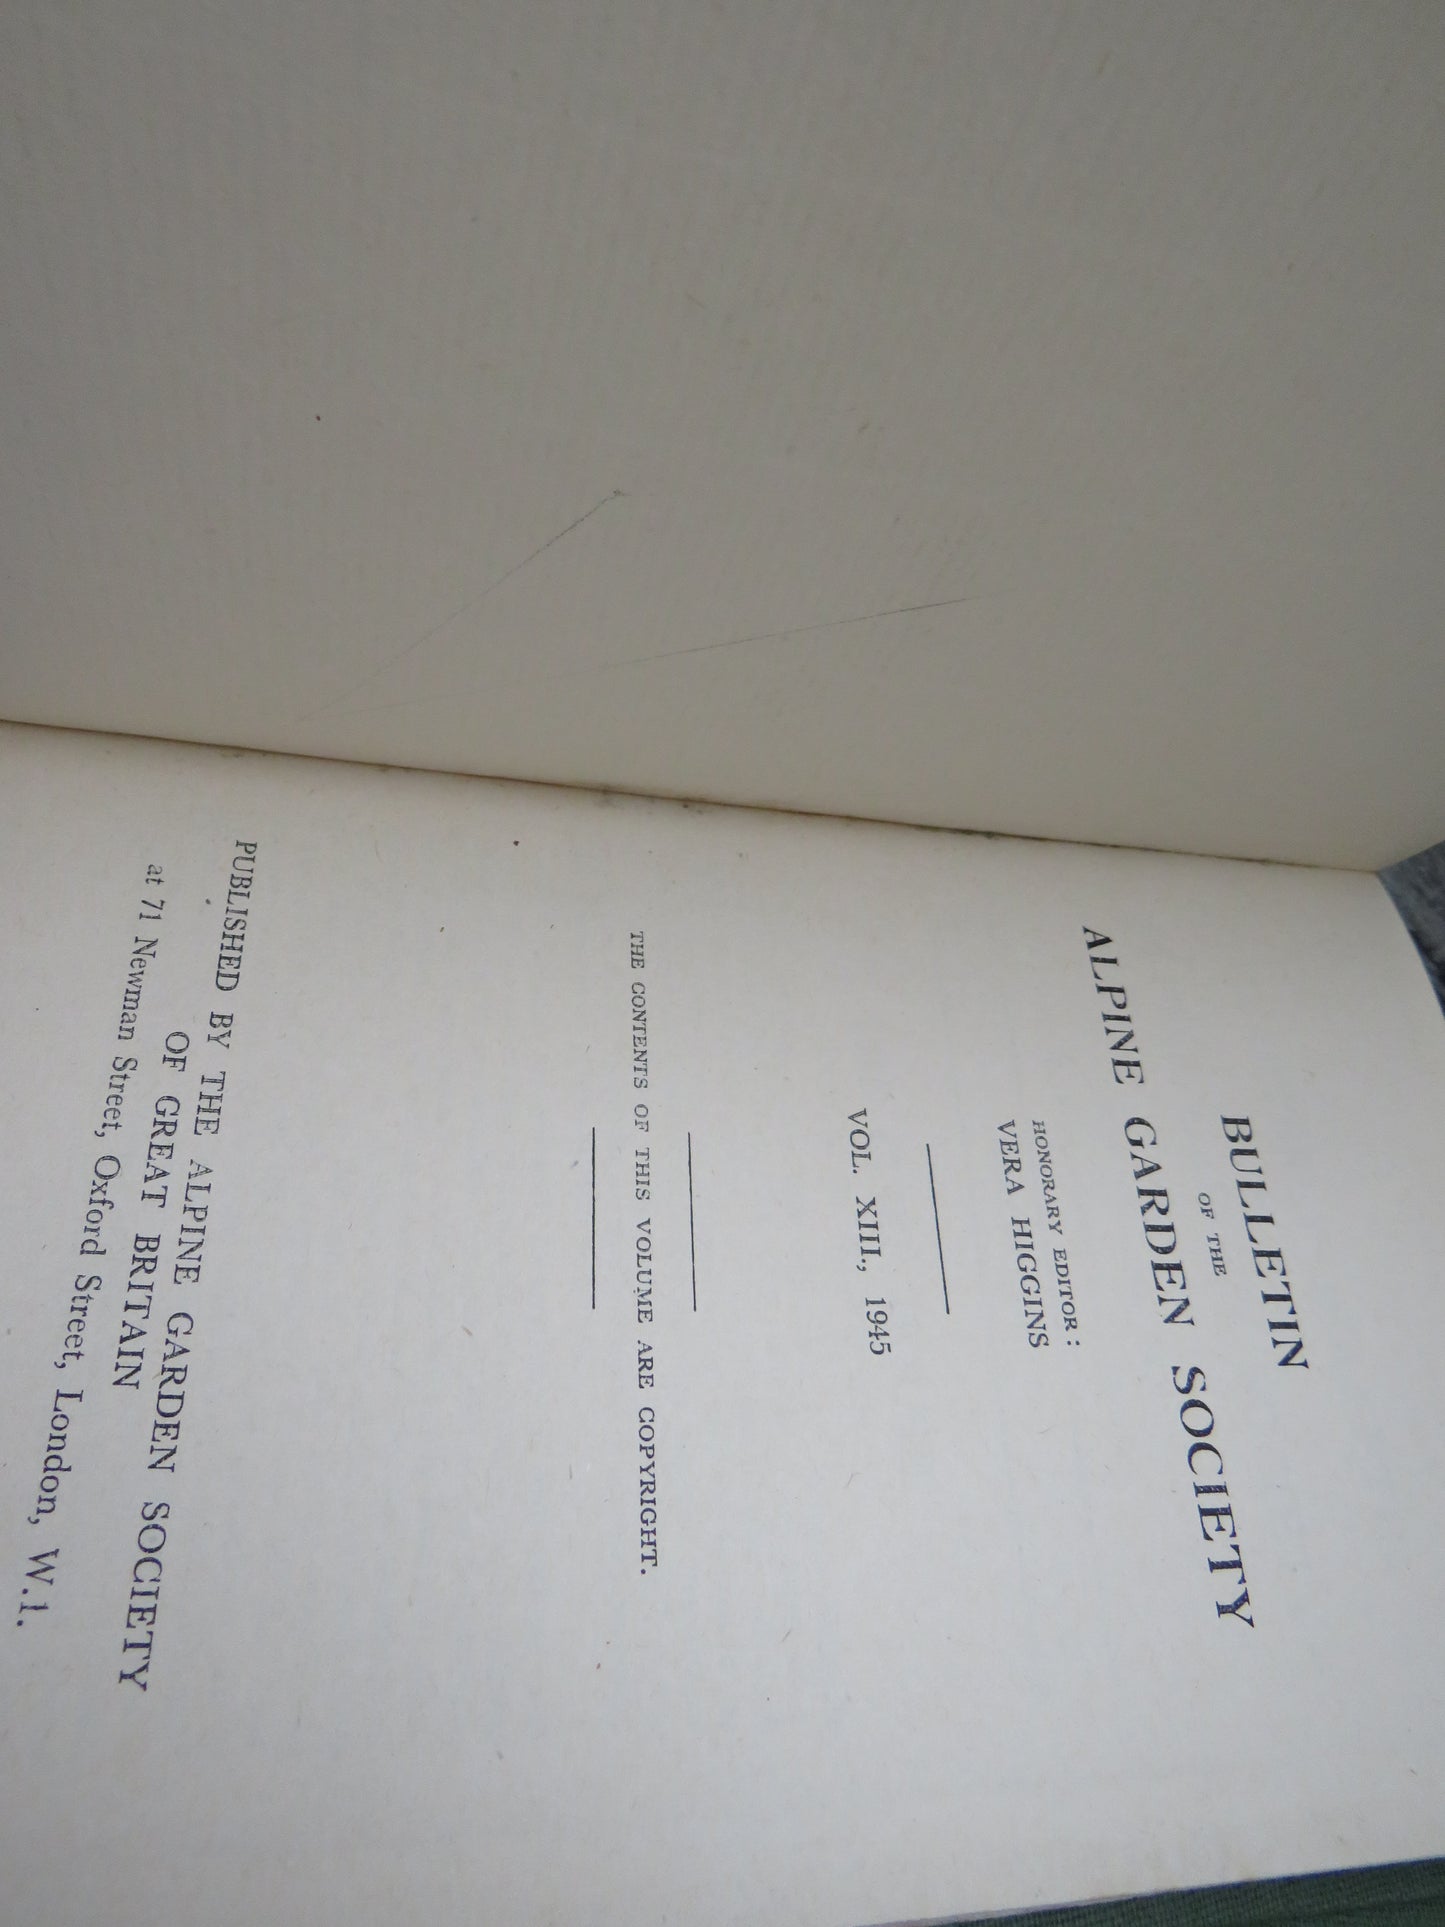 BULLETIN
OF THE
ALPINE GARDEN SOCIETY
HONORARY EDITOR :
VERA HIGGINS
VOL. XIII., 1945
THE CONTENTS OF THIS VOLUME ARE COPYRIGHT.
PUBLISHED BY THE ALPINE GARDEN SOCIETY
OF GREAT BRITAIN
at 71 Newman Street, Oxford Street, London, W.1.